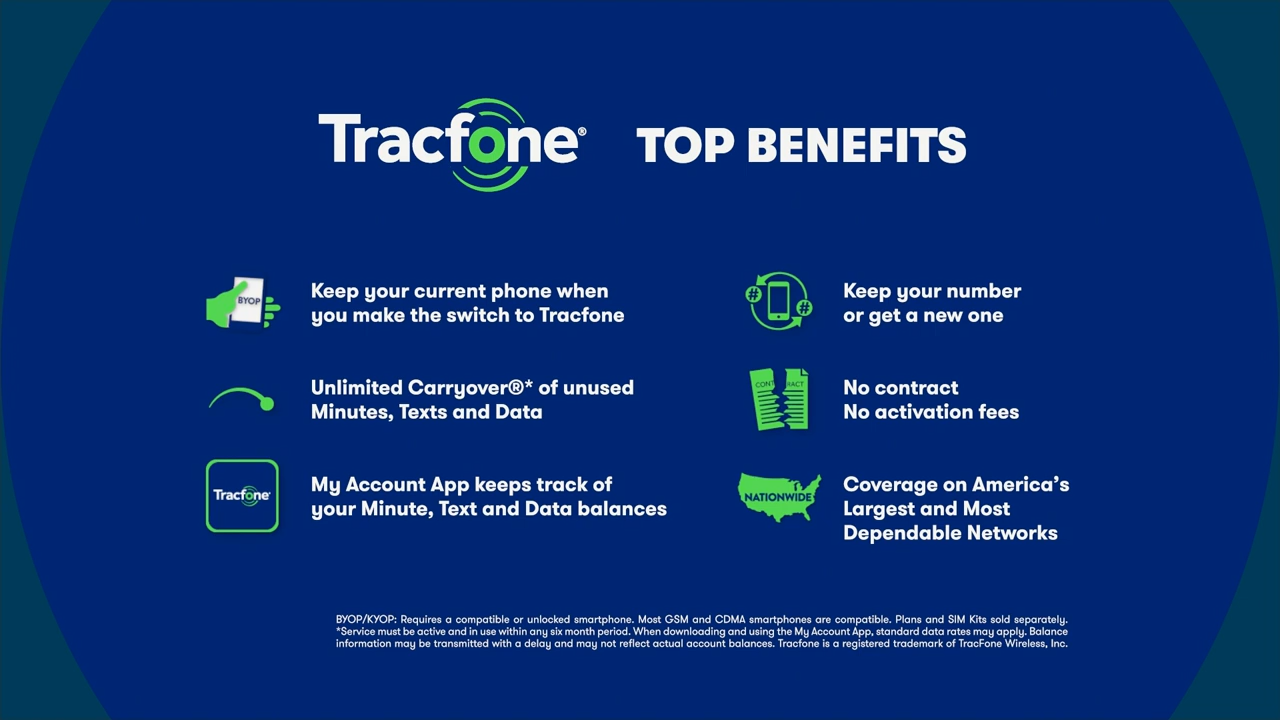 Tracfone® TOP BENEFITS
BYOP
Keep your current phone when
you make the switch to Tracfone
Keep your number
or get a new one
Unlimited Carryover®* of unused
Minutes, Texts and Data
CONTRACT
No contract
No activation fees
Tracfone
My Account App keeps track of
your Minute, Text and Data balances
NATIONWIDE
Coverage on America's
Largest and Most
Dependable Networks
BYOP/KYOP: Requires a compatible or unlocked smartphone. Most GSM and CDMA smartphones are compatible. Plans and SIM Kits sold separately.
*Service must be active and in use within any six month period. When downloading and using the My Account App, standard data rates may apply. Balance
information may be transmitted with a delay and may not reflect actual account balances. Tracfone is a registered trademark of TracFone Wireless, Inc.